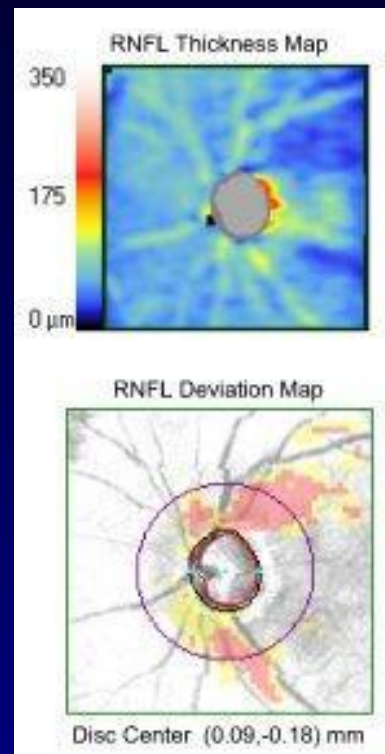 RNFL Thickness Map
350
175
0 µm
RNFL Deviation Map
Disc Center (0.09,-0.18) mm